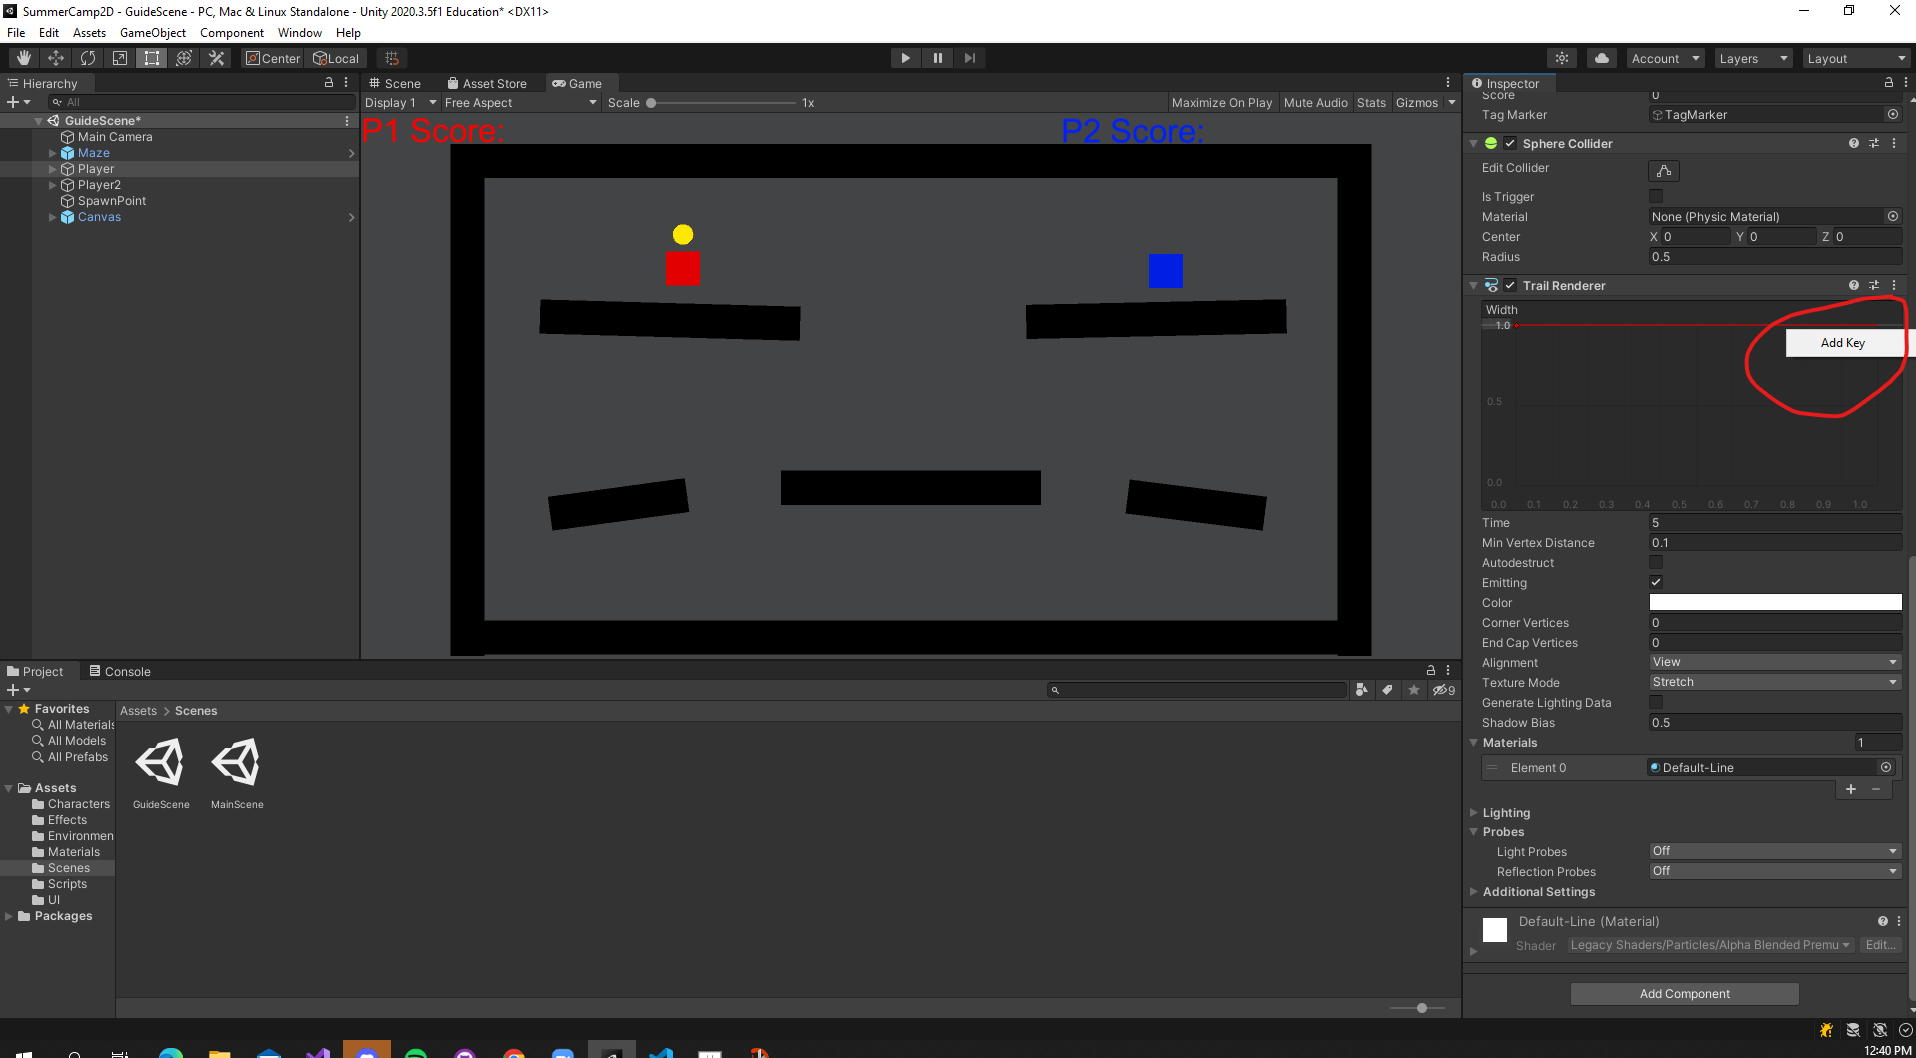 SummerCamp2D - GuideScene - PC, Mac & Linux Standalone - Unity 2020.3.5f1 Education* <DX11>
File Edit Assets GameObject Component Window Help
Center Local Account Layers Layout
Hierarchy
All
GuideScene*
Main Camera
Maze
Player
Player2
SpawnPoint
Canvas
Scene Asset Store Game
Display 1 Free Aspect Scale 1x Maximize On Play Mute Audio Stats Gizmos
P1 Score: P2 Score:
Inspector
Score 0
Tag Marker TagMarker
Sphere Collider
Edit Collider
Is Trigger
Material None (Physic Material)
Center X 0 Y 0 Z 0
Radius 0.5
Trail Renderer
Width
1.0
Add Key
0.5
0.0
0.0 0.1 0.2 0.3 0.4 0.5 0.6 0.7 0.8 0.9 1.0
Time 5
Min Vertex Distance 0.1
Autodestruct
Emitting
Color
Corner Vertices 0
End Cap Vertices 0
Alignment View
Texture Mode Stretch
Generate Lighting Data
Shadow Bias 0.5
Materials 1
Element 0 Default-Line
Lighting
Probes
Light Probes Off
Reflection Probes Off
Additional Settings
Default-Line (Material)
Shader Legacy Shaders/Particles/Alpha Blended Premu Edit...
Add Component
Project Console
9
Favorites
All Materials
All Models
All Prefabs
Assets
Characters
Effects
Environmen
Materials
Scenes
Scripts
UI
Packages
Assets > Scenes
GuideScene MainScene
12:40 PM